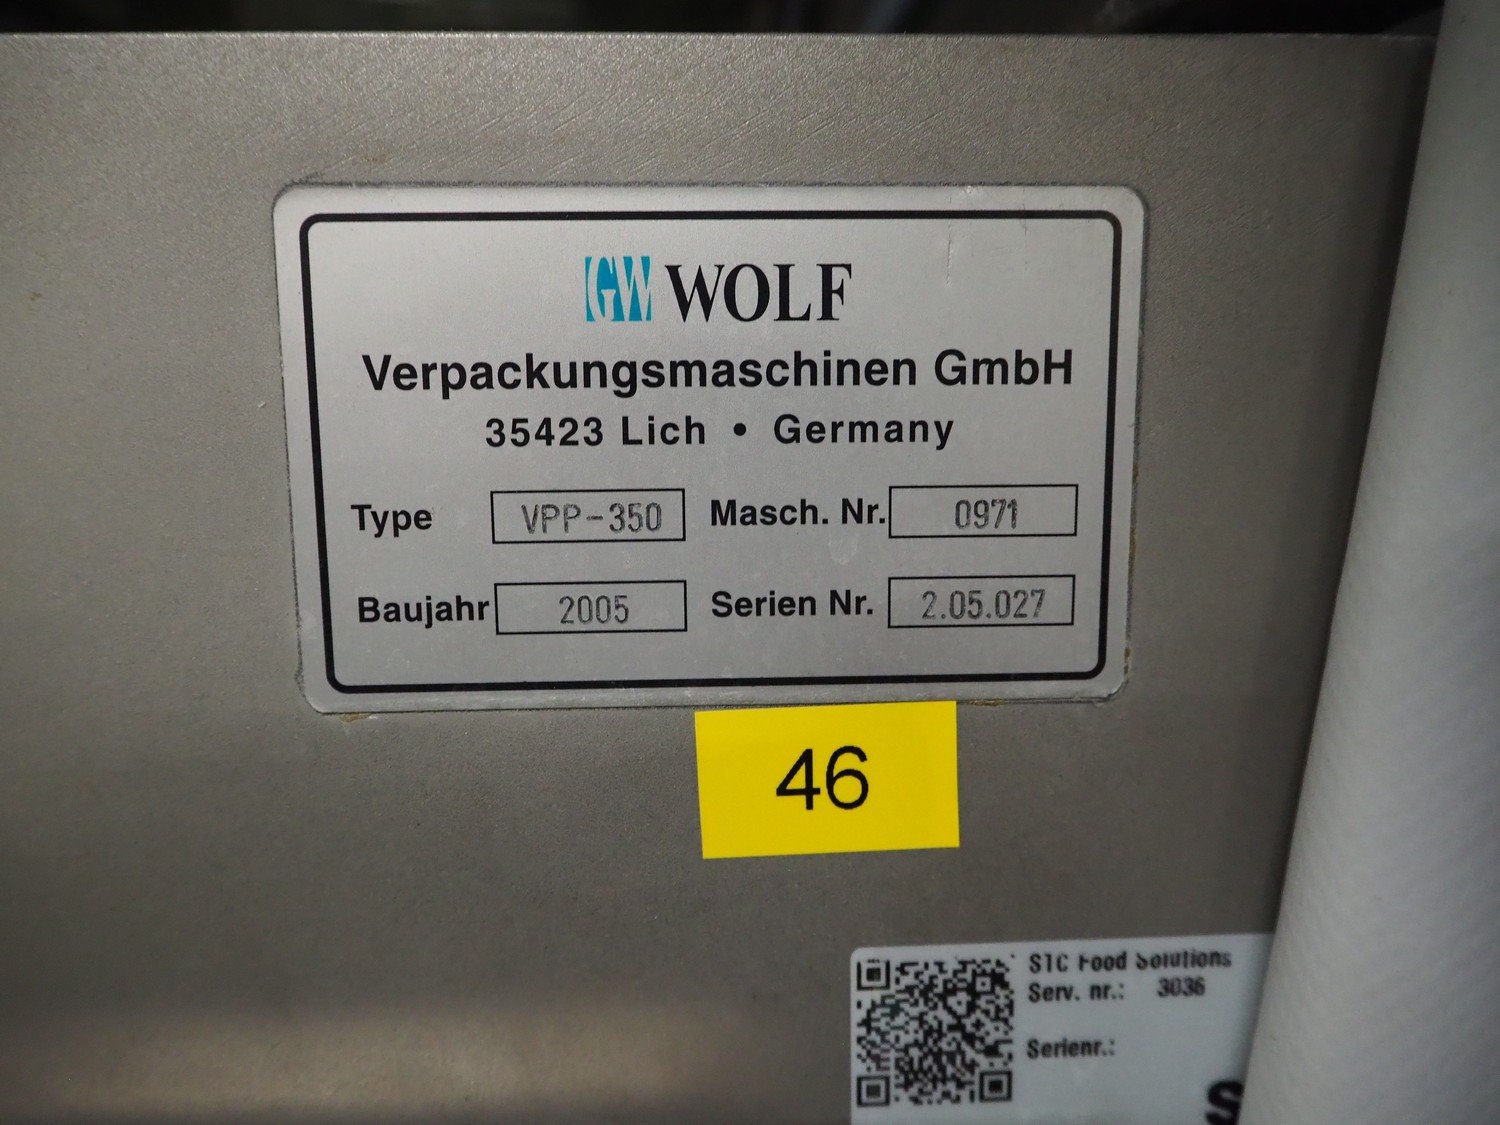 GW WOLF
Verpackungsmaschinen GmbH
35423 Lich • Germany
Type VPP-350 Masch. Nr. 0971
Baujahr 2005 Serien Nr. 2.05.027
46
STC Food Solutions
Serv. nr.: 3036
Serienr.:
S